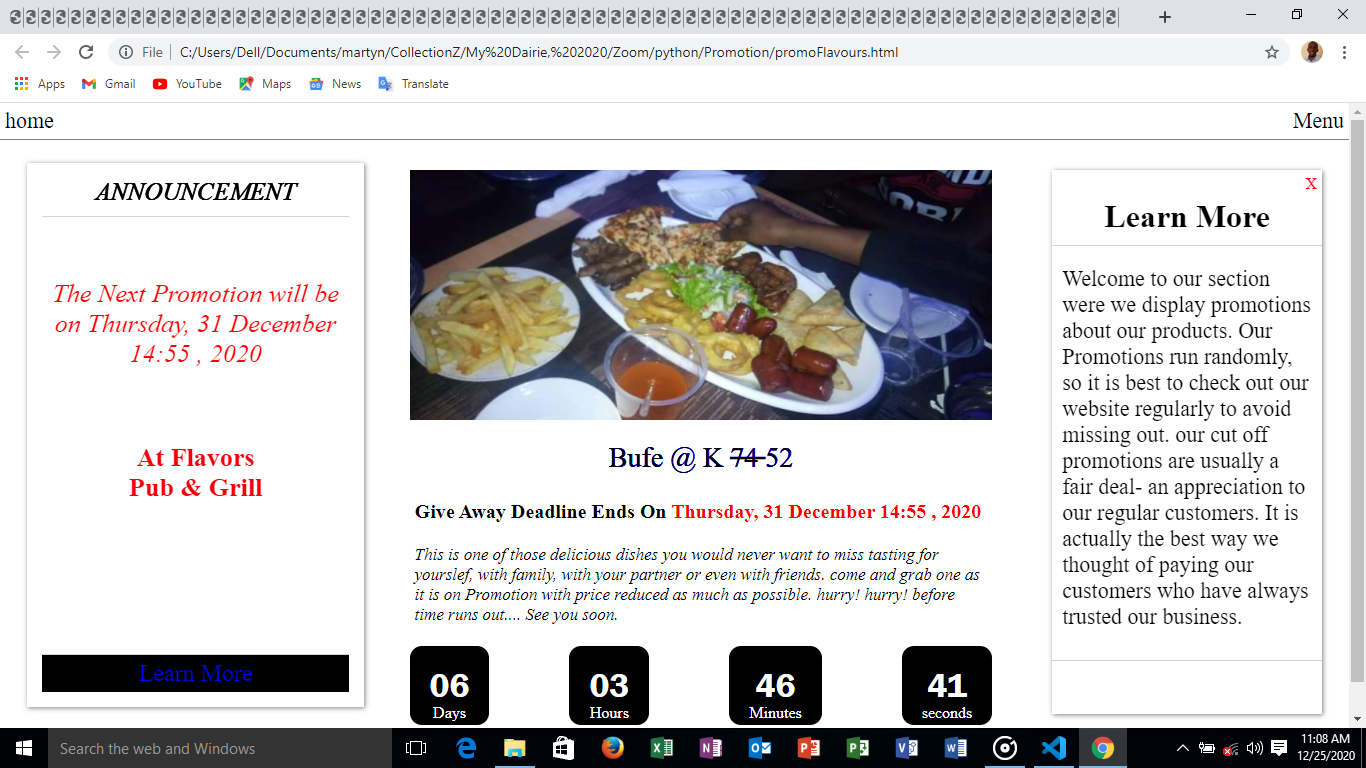 File | C:/Users/Dell/Documents/martyn/CollectionZ/My%20Dairie,%202020/Zoom/python/Promotion/promoFlavours.html
Apps Gmail YouTube Maps News Translate
home
Menu
ANNOUNCEMENT
The Next Promotion will be
on Thursday, 31 December
14:55 , 2020
At Flavors
Pub & Grill
Learn More
Bufe @ K 74 52
Give Away Deadline Ends On Thursday, 31 December 14:55 , 2020
This is one of those delicious dishes you would never want to miss tasting for
yourslef, with family, with your partner or even with friends. come and grab one as
it is on Promotion with price reduced as much as possible. hurry! hurry! before
time runs out.... See you soon.
06
Days
03
Hours
46
Minutes
41
seconds
X
Learn More
Welcome to our section
were we display promotions
about our products. Our
Promotions run randomly,
so it is best to check out our
website regularly to avoid
missing out. our cut off
promotions are usually a
fair deal- an appreciation to
our regular customers. It is
actually the best way we
thought of paying our
customers who have always
trusted our business.
Search the web and Windows
11:08 AM
12/25/2020